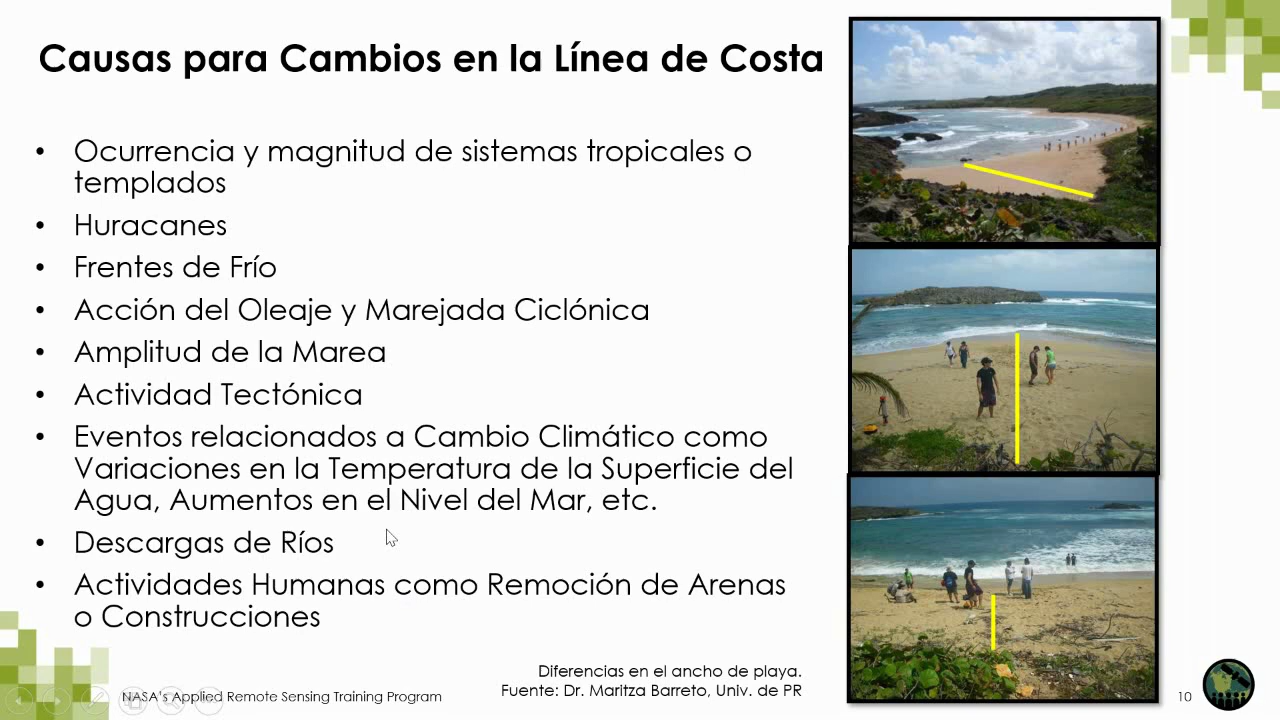 Causas para Cambios en la Línea de Costa
• Ocurrencia y magnitud de sistemas tropicales o
templados
• Huracanes
• Frentes de Frío
• Acción del Oleaje y Marejada Ciclónica
• Amplitud de la Marea
• Actividad Tectónica
• Eventos relacionados a Cambio Climático como
Variaciones en la Temperatura de la Superficie del
Agua, Aumentos en el Nivel del Mar, etc.
• Descargas de Ríos
• Actividades Humanas como Remoción de Arenas
o Construcciones
Diferencias en el ancho de playa.
Fuente: Dr. Maritza Barreto, Univ. de PR
NASA's Applied Remote Sensing Training Program
10